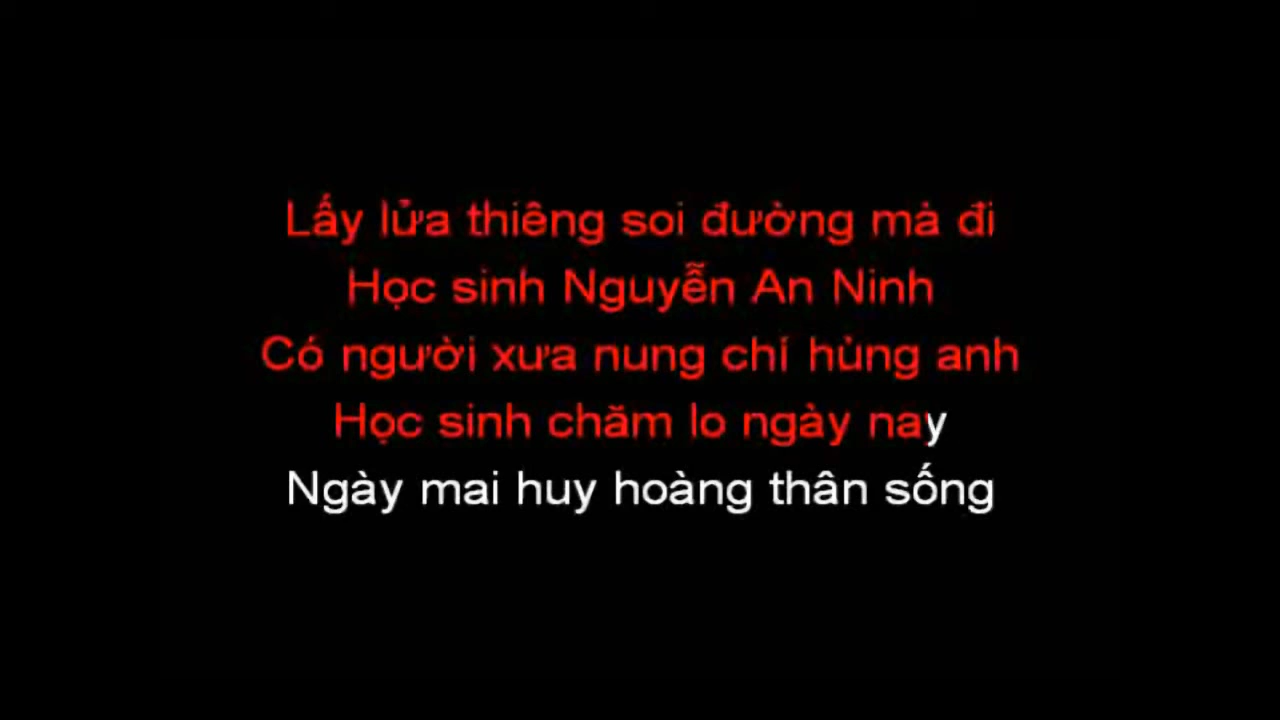 Lấy lửa thiêng soi đường mà đi
Học sinh Nguyễn An Ninh
Có người xưa nung chí hùng anh
Học sinh chăm lo ngày nay
Ngày mai huy hoàng thân sống